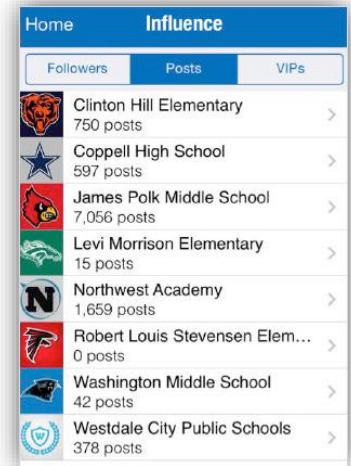 Home Influence
Followers Posts VIPs
Clinton Hill Elementary
750 posts
Coppell High School
597 posts
James Polk Middle School
7,056 posts
Levi Morrison Elementary
15 posts
N
Northwest Academy
1,659 posts
Robert Louis Stevensen Elem...
0 posts
Washington Middle School
42 posts
W
Westdale City Public Schools
378 posts